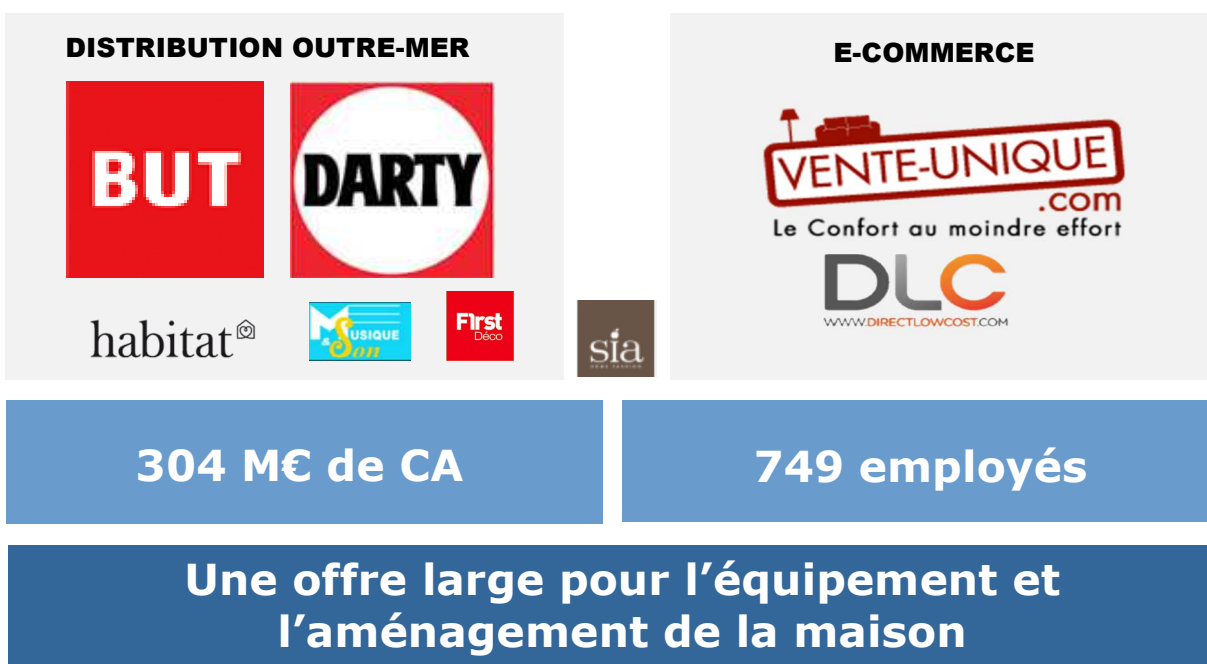 DISTRIBUTION OUTRE-MER
BUT
DARTY
habitat®
Musique
& Son
First
Déco
sia
HOME FASHION
E-COMMERCE
VENTE-UNIQUE
.com
Le Confort au moindre effort
DLC
WWW.DIRECTLOWCOST.COM
304 M€ de CA
749 employés
Une offre large pour l’équipement et
l’aménagement de la maison